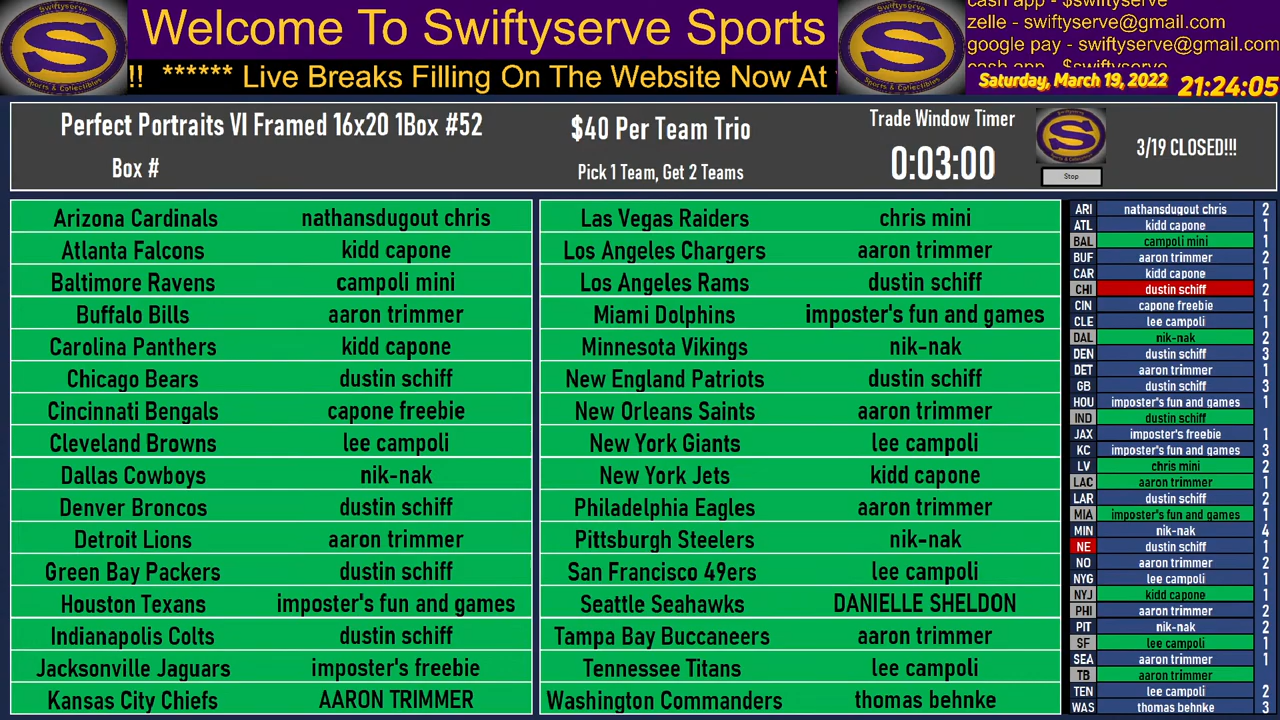 Welcome To Swiftyserve Sports
!! ****** Live Breaks Filling On The Website Now At
S
Sports & Collectibles
S
Sports & Collectibles
cash app - $swiftyserve
zelle - swiftyserve@gmail.com
google pay - swiftyserve@gmail.com
cash app - $swiftyserve
Saturday, March 19, 2022 21:24:05
Perfect Portraits VI Framed 16x20 1Box #52
Box #
$40 Per Team Trio
Pick 1 Team, Get 2 Teams
Trade Window Timer
0:03:00
S
Stop
3/19 CLOSED!!!
Arizona Cardinals nathansdugout chris
Atlanta Falcons kidd capone
Baltimore Ravens campoli mini
Buffalo Bills aaron trimmer
Carolina Panthers kidd capone
Chicago Bears dustin schiff
Cincinnati Bengals capone freebie
Cleveland Browns lee campoli
Dallas Cowboys nik-nak
Denver Broncos dustin schiff
Detroit Lions aaron trimmer
Green Bay Packers dustin schiff
Houston Texans imposter's fun and games
Indianapolis Colts dustin schiff
Jacksonville Jaguars imposter's freebie
Kansas City Chiefs AARON TRIMMER
Las Vegas Raiders chris mini
Los Angeles Chargers aaron trimmer
Los Angeles Rams dustin schiff
Miami Dolphins imposter's fun and games
Minnesota Vikings nik-nak
New England Patriots dustin schiff
New Orleans Saints aaron trimmer
New York Giants lee campoli
New York Jets kidd capone
Philadelphia Eagles aaron trimmer
Pittsburgh Steelers nik-nak
San Francisco 49ers lee campoli
Seattle Seahawks DANIELLE SHELDON
Tampa Bay Buccaneers aaron trimmer
Tennessee Titans lee campoli
Washington Commanders thomas behnke
ARI nathansdugout chris 2
ATL kidd capone 1
BAL campoli mini 1
BUF aaron trimmer 2
CAR kidd capone 1
CHI dustin schiff 2
CIN capone freebie 1
CLE lee campoli 1
DAL nik-nak 2
DEN dustin schiff 3
DET aaron trimmer 1
GB dustin schiff 3
HOU imposter's fun and games 1
IND dustin schiff
JAX imposter's freebie 1
KC imposter's fun and games 3
LV chris mini 2
LAC aaron trimmer 1
LAR dustin schiff 2
MIA imposter's fun and games 1
MIN nik-nak 4
NE dustin schiff 1
NO aaron trimmer 2
NYG lee campoli 1
NYJ kidd capone 1
PHI aaron trimmer 2
PIT nik-nak 2
SF lee campoli 1
SEA aaron trimmer 1
TB aaron trimmer
TEN lee campoli 2
WAS thomas behnke 3